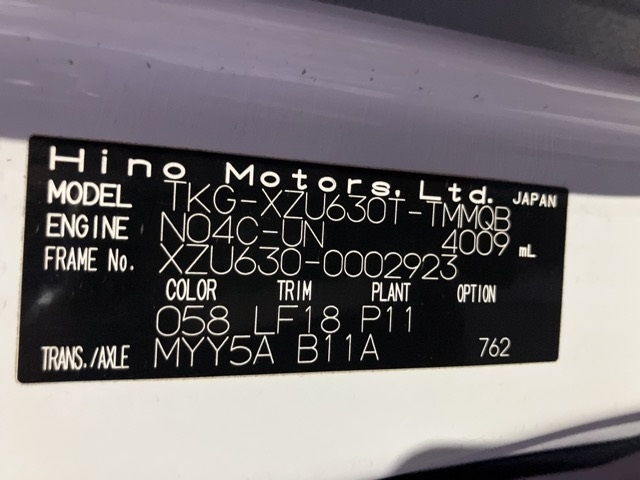 Hino Motors, Ltd. JAPAN
MODEL TKG-XZU630T-TMMQB
ENGINE N04C-UN 4009 mL
FRAME No. XZU630-0002923
COLOR TRIM PLANT OPTION
058 LF18 P11
TRANS./AXLE MYY5A B11A 762